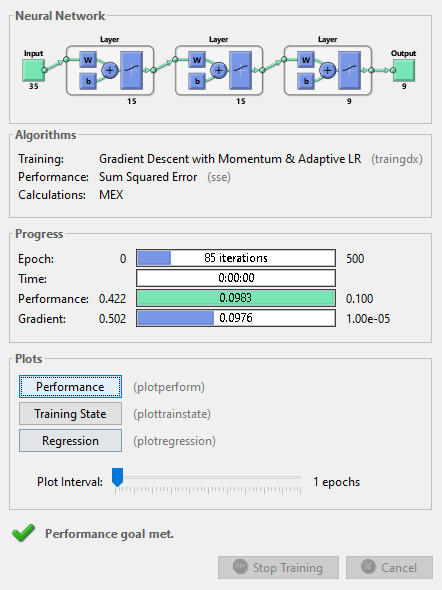 Neural Network
Layer Layer Layer
Input Output
W W W
b + b + b +
35 9
15 15 9
Algorithms
Training: Gradient Descent with Momentum & Adaptive LR (traingdx)
Performance: Sum Squared Error (sse)
Calculations: MEX
Progress
Epoch: 0 85 iterations 500
Time: 0:00:00
Performance: 0.422 0.0983 0.100
Gradient: 0.502 0.0976 1.00e-05
Plots
Performance (plotperform)
Training State (plottrainstate)
Regression (plotregression)
Plot Interval: 1 epochs
Performance goal met.
Stop Training Cancel